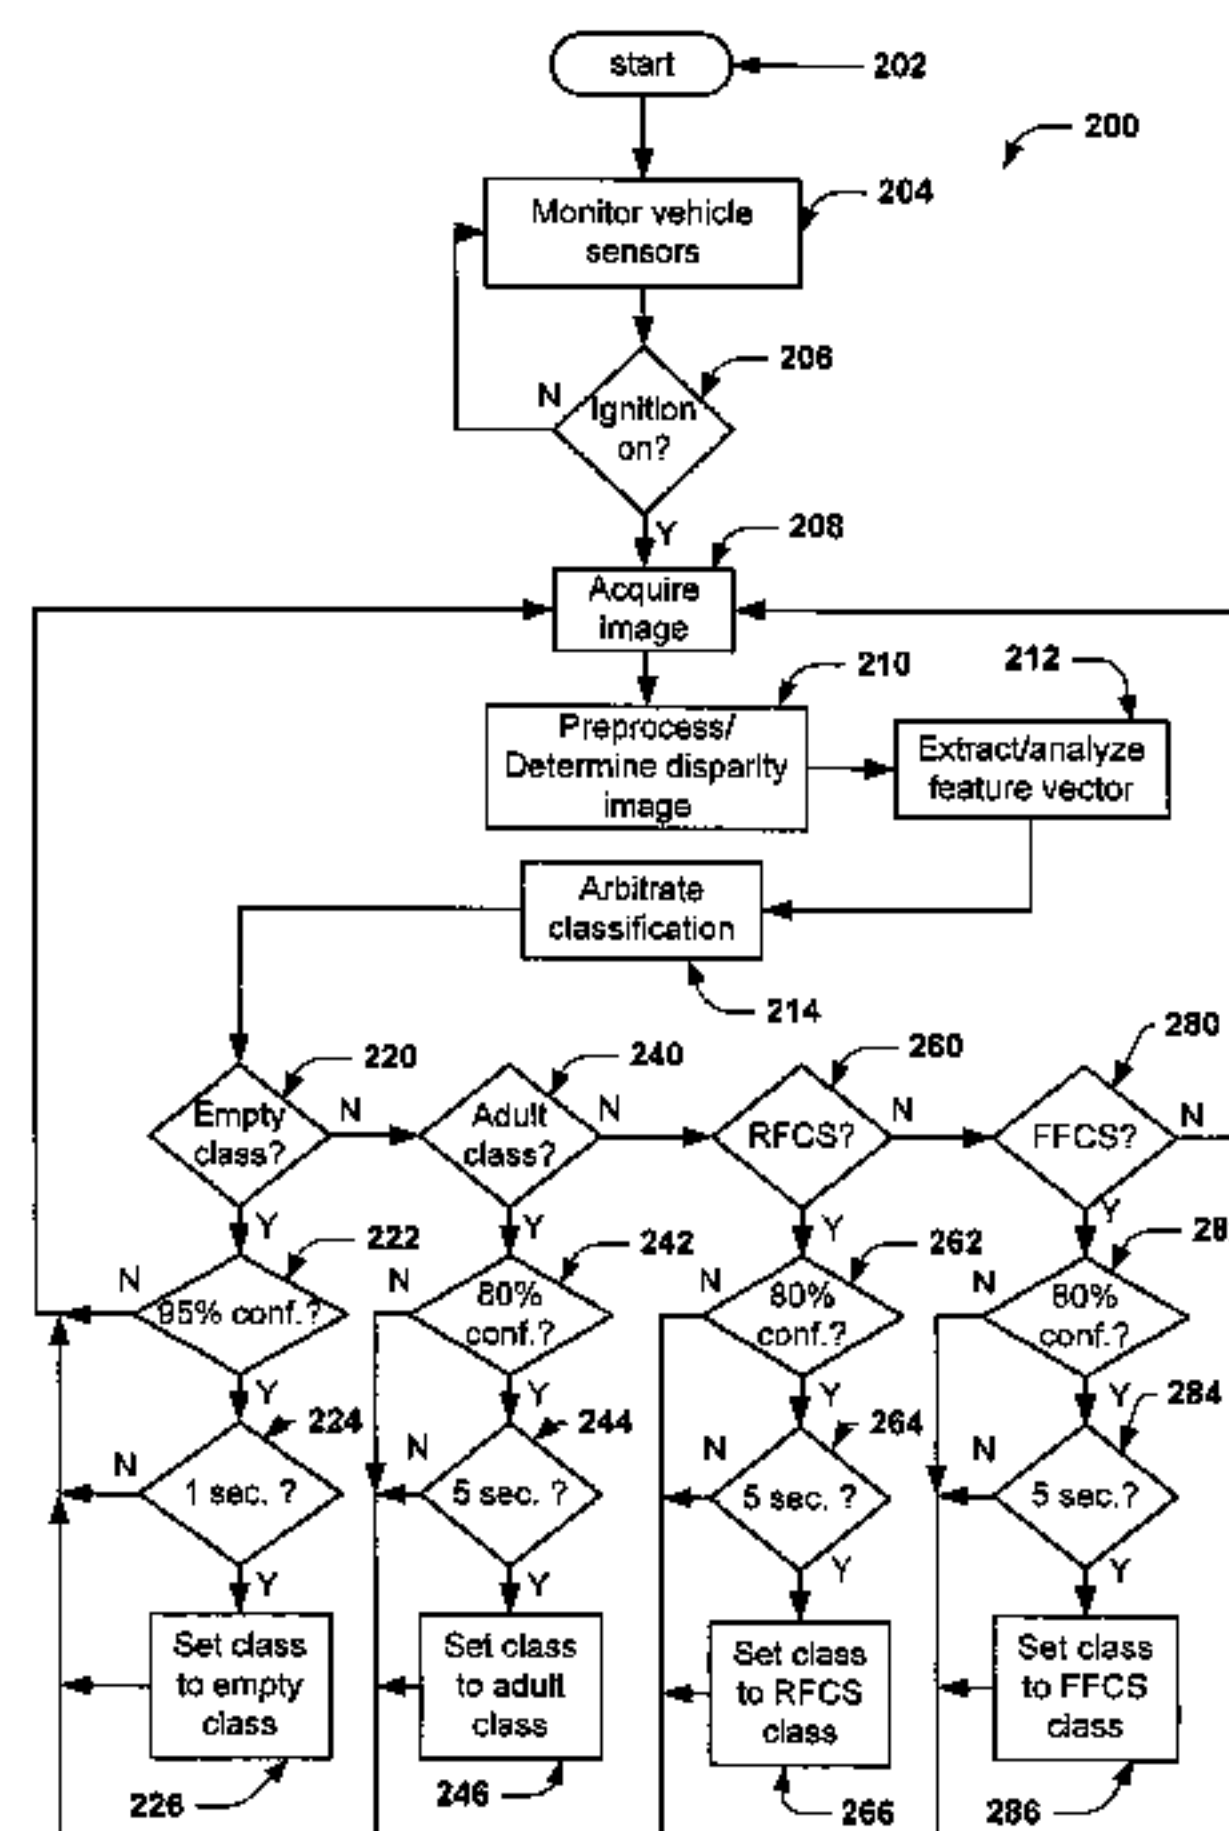 start
202
200
Monitor vehicle
sensors
204
206
N
Ignition
on?
Y
208
Acquire
image
210
212
Preprocess/
Determine disparity
image
Extract/analyze
feature vector
Arbitrate
classification
214
220
240
260
280
Empty
class?
N
Adult
class?
N
RFCS?
N
FFCS?
N
Y
Y
Y
Y
222
242
262
28
N
95% conf.?
N
80%
conf.?
N
80%
conf.?
N
80%
conf.?
Y
Y
Y
Y
224
244
264
284
N
1 sec. ?
N
5 sec. ?
N
5 sec. ?
N
5 sec.?
Y
Y
Y
Y
Set class
to empty
class
Set class
to adult
class
Set class
to RFCS
class
Set class
to FFCS
class
226
246
266
286